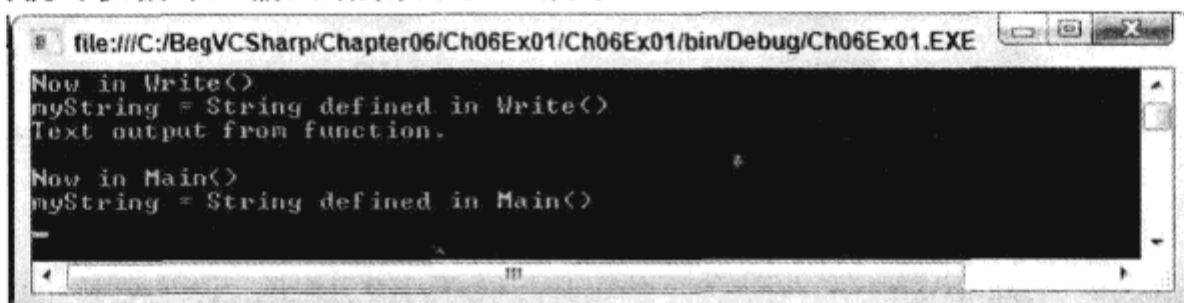 file:///C:/BegVCSharp/Chapter06/Ch06Ex01/Ch06Ex01/bin/Debug/Ch06Ex01.EXE
Now in Write()
myString = String defined in Write()
Text output from function.
Now in Main()
myString = String defined in Main()